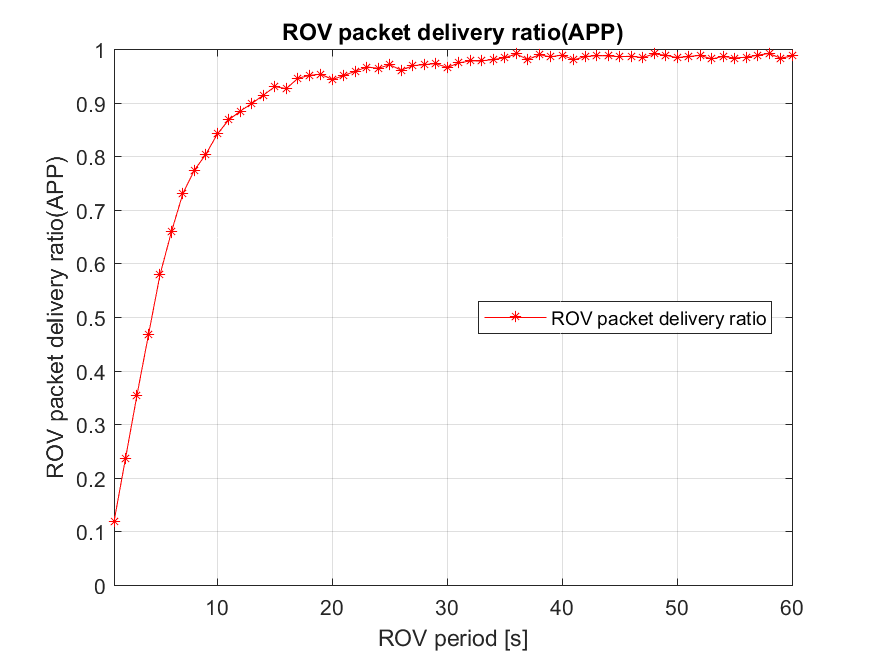 ROV packet delivery ratio(APP)
1
0.9
0.8
0.7
0.6
0.5
0.4
0.3
0.2
0.1
0
ROV packet delivery ratio(APP)
ROV packet delivery ratio
10 20 30 40 50 60
ROV period [s]